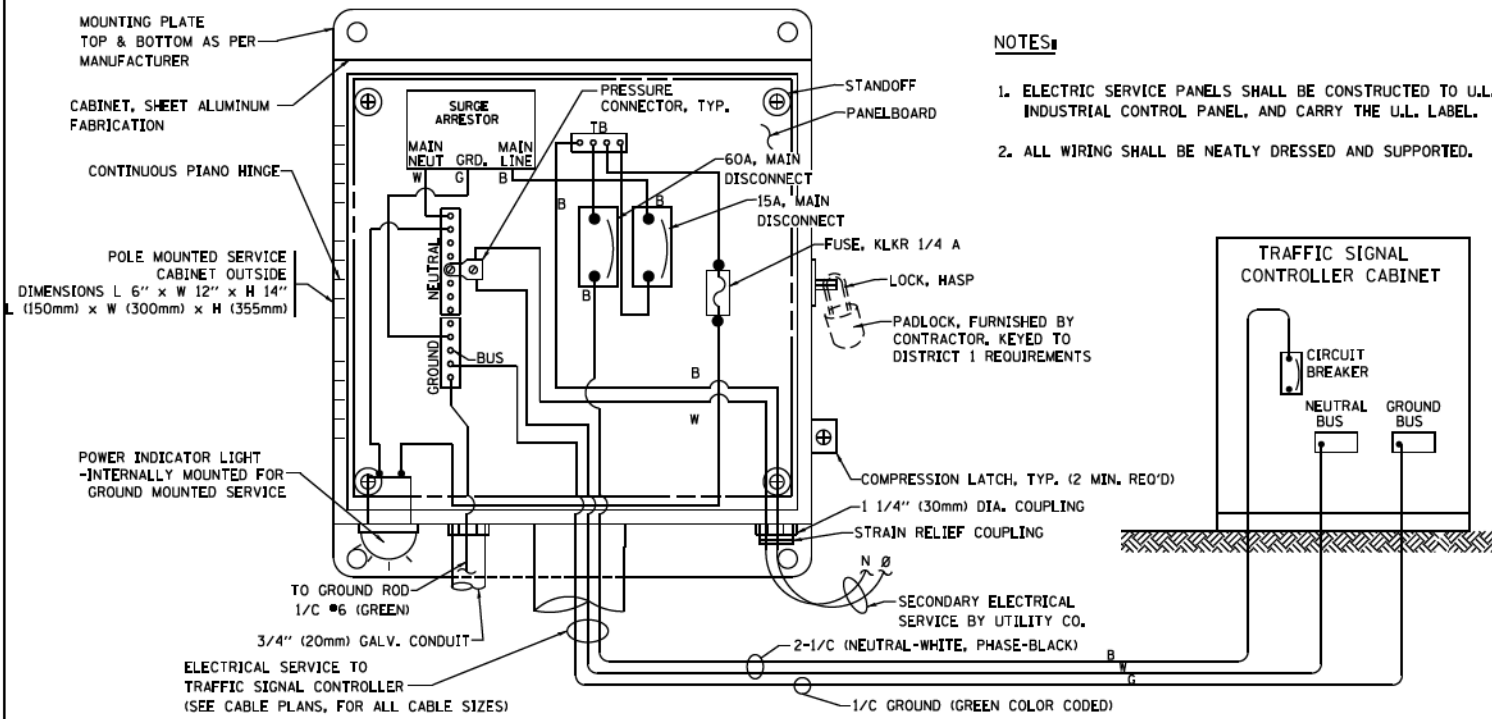 MOUNTING PLATE
TOP & BOTTOM AS PER
MANUFACTURER
CABINET, SHEET ALUMINUM
FABRICATION
CONTINUOUS PIANO HINGE
POLE MOUNTED SERVICE
CABINET OUTSIDE
DIMENSIONS L 6" x W 12" x H 14"
L (150mm) x W (300mm) x H (355mm)
POWER INDICATOR LIGHT
-INTERNALLY MOUNTED FOR
GROUND MOUNTED SERVICE
SURGE
ARRESTOR
MAIN
NEUT
GRD.
MAIN
LINE
W
G
B
NEUTRAL
GROUND
BUS
PRESSURE
CONNECTOR, TYP.
TB
B
B
B
B
W
STANDOFF
PANELBOARD
60A, MAIN
DISCONNECT
15A, MAIN
DISCONNECT
FUSE, KLKR 1/4 A
LOCK, HASP
PADLOCK, FURNISHED BY
CONTRACTOR, KEYED TO
DISTRICT 1 REQUIREMENTS
COMPRESSION LATCH, TYP. (2 MIN. REQ'D)
1 1/4" (30mm) DIA. COUPLING
STRAIN RELIEF COUPLING
N Ø
SECONDARY ELECTRICAL
SERVICE BY UTILITY CO.
TO GROUND ROD
1/C #6 (GREEN)
3/4" (20mm) GALV. CONDUIT
ELECTRICAL SERVICE TO
TRAFFIC SIGNAL CONTROLLER
(SEE CABLE PLANS, FOR ALL CABLE SIZES)
2-1/C (NEUTRAL-WHITE, PHASE-BLACK)
B
W
G
1/C GROUND (GREEN COLOR CODED)
NOTES:
1. ELECTRIC SERVICE PANELS SHALL BE CONSTRUCTED TO U.L.
INDUSTRIAL CONTROL PANEL, AND CARRY THE U.L. LABEL.
2. ALL WIRING SHALL BE NEATLY DRESSED AND SUPPORTED.
TRAFFIC SIGNAL
CONTROLLER CABINET
CIRCUIT
BREAKER
NEUTRAL
BUS
GROUND
BUS